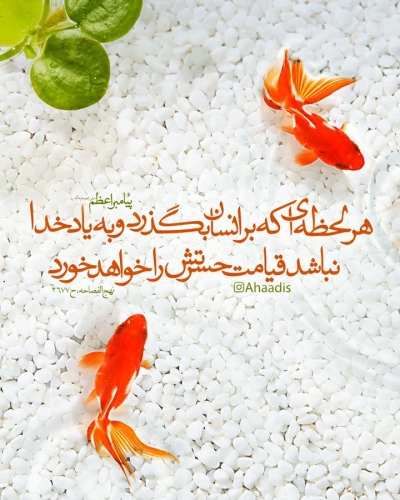 پیامبر اعظم
هر لحظه‌ای که بر انسان بگذرد و به یاد خدا
نباشد، قیامت حسرتش را خواهد خورد
Ahaadis
نهج الفصاحه، ح ۲۶۷۷